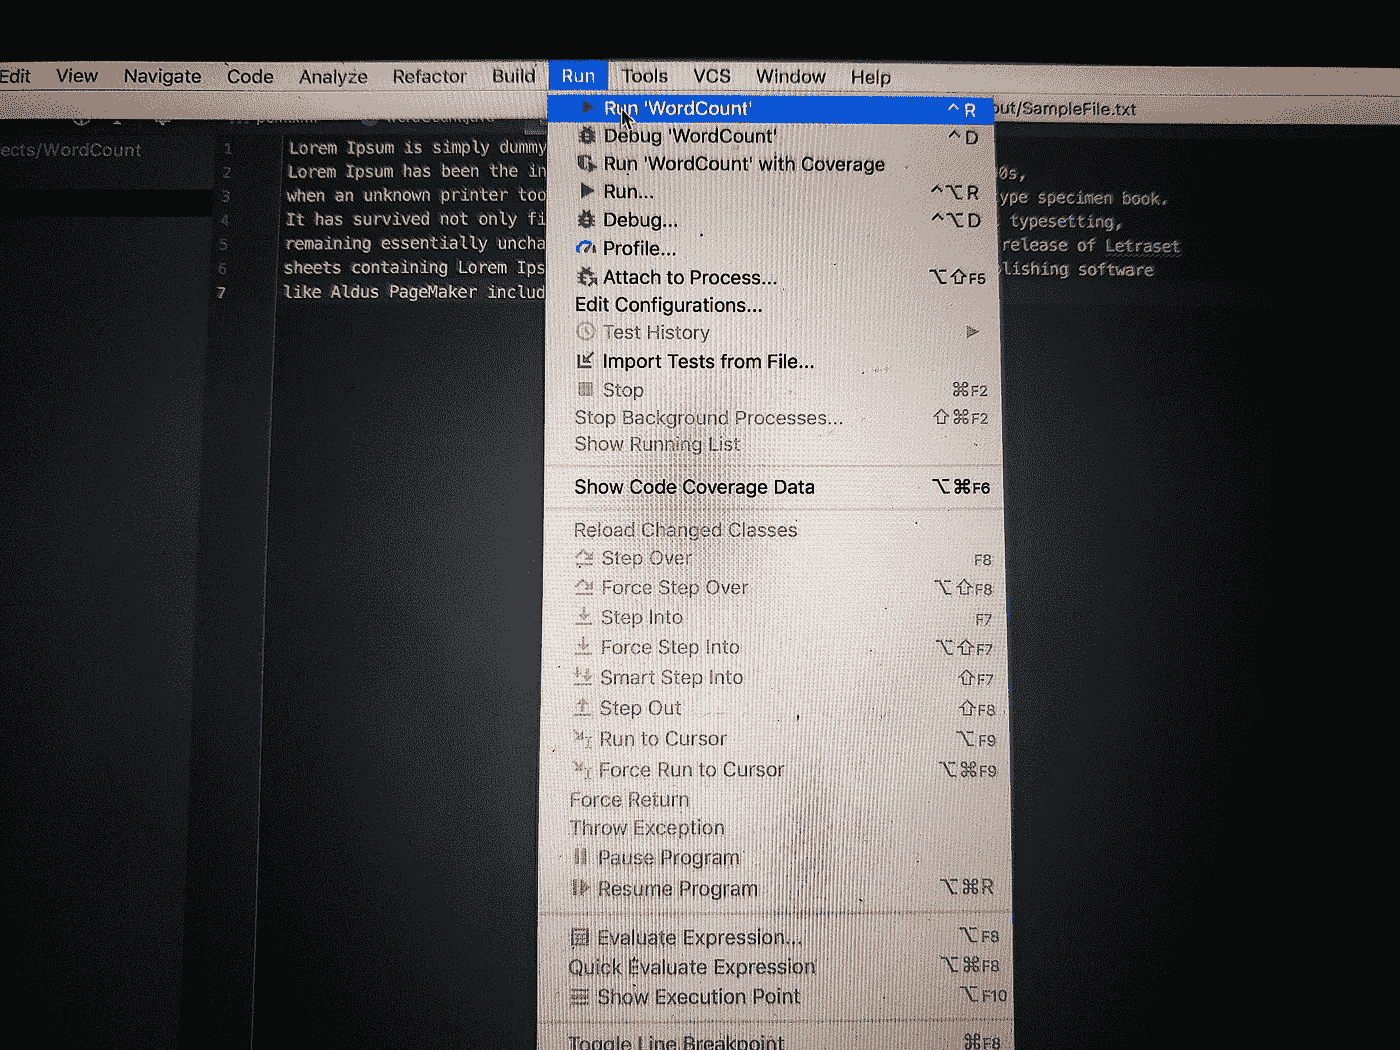 Edit View Navigate Code Analyze Refactor Build Run Tools VCS Window Help
out/SampleFile.txt
ects/WordCount
1 Lorem Ipsum is simply dummy
2 Lorem Ipsum has been the in 0s,
3 when an unknown printer too ype specimen book.
4 It has survived not only fi typesetting,
5 remaining essentially uncha release of Letraset
6 sheets containing Lorem Ips lishing software
7 like Aldus PageMaker includ
Run 'WordCount' ^R
Debug 'WordCount' ^D
Run 'WordCount' with Coverage
Run... ^⌥R
Debug... ^⌥D
Profile...
Attach to Process... ⌥⇧F5
Edit Configurations...
Test History
Import Tests from File...
Stop ⌘F2
Stop Background Processes... ⇧⌘F2
Show Running List
Show Code Coverage Data ⌥⌘F6
Reload Changed Classes
Step Over F8
Force Step Over ⌥⇧F8
Step Into F7
Force Step Into ⌥⇧F7
Smart Step Into ⇧F7
Step Out ⇧F8
Run to Cursor ⌥F9
Force Run to Cursor ⌥⌘F9
Force Return
Throw Exception
Pause Program
Resume Program ⌥⌘R
Evaluate Expression... ⌥F8
Quick Evaluate Expression ⌥⌘F8
Show Execution Point ⌥F10
Toggle Line Breakpoint ⌘F8